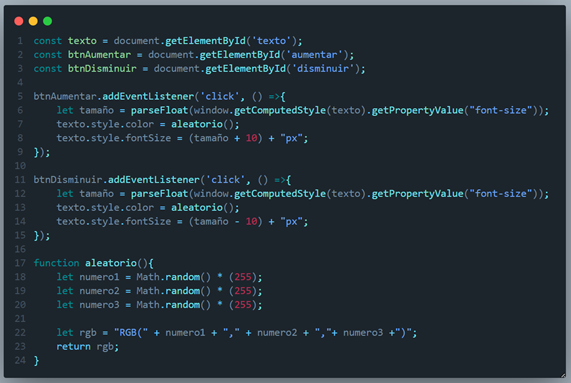 1 const texto = document.getElementById('texto');
2 const btnAumentar = document.getElementById('aumentar');
3 const btnDisminuir = document.getElementById('disminuir');
4
5 btnAumentar.addEventListener('click', () =>{
6     let tamaño = parseFloat(window.getComputedStyle(texto).getPropertyValue("font-size"));
7     texto.style.color = aleatorio();
8     texto.style.fontSize = (tamaño + 10) + "px";
9 });
10
11 btnDisminuir.addEventListener('click', () =>{
12     let tamaño = parseFloat(window.getComputedStyle(texto).getPropertyValue("font-size"));
13     texto.style.color = aleatorio();
14     texto.style.fontSize = (tamaño - 10) + "px";
15 });
16
17 function aleatorio(){
18     let numero1 = Math.random() * (255);
19     let numero2 = Math.random() * (255);
20     let numero3 = Math.random() * (255);
21
22     let rgb = "RGB(" + numero1 + "," + numero2 + ","+ numero3 +")";
23     return rgb;
24 }